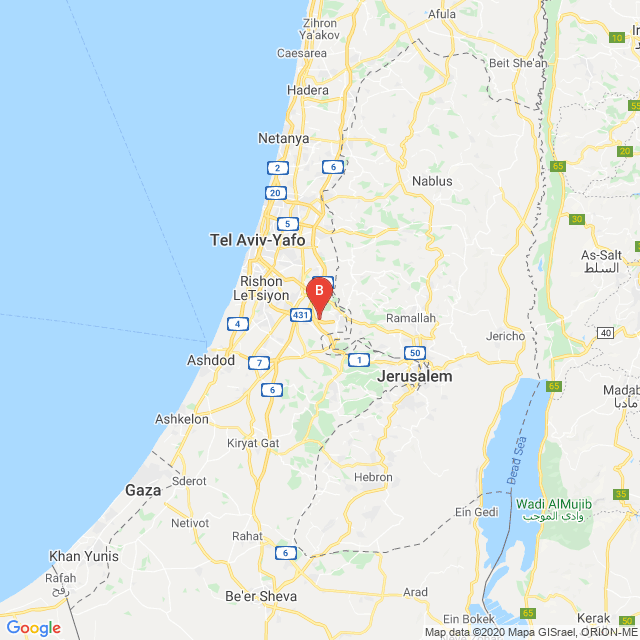 Afula
Zihron
Ya'akov
Caesarea
10
Beit She'an
Hadera
55
Netanya
2
6
65
20
20
Nablus
5
30
Tel Aviv-Yafo
As-Salt
السلط
Rishon
LeTsiyon
B
431
4
Ramallah
40
Jericho
Ashdod
7
1
50
6
Jerusalem
65
Madab
مادبا
Ashkelon
Kiryat Gat
Dead Sea
Hebron
Sderot
Gaza
35
Wadi AlMujib
وادي الموجب
Ein Gedi
Netivot
Rahat
Khan Yunis
6
Rafah
رفح
Be'er Sheva
Arad
Ein Bokek
Kerak
50
Google
Map data ©2020 Mapa GISrael, ORION-ME